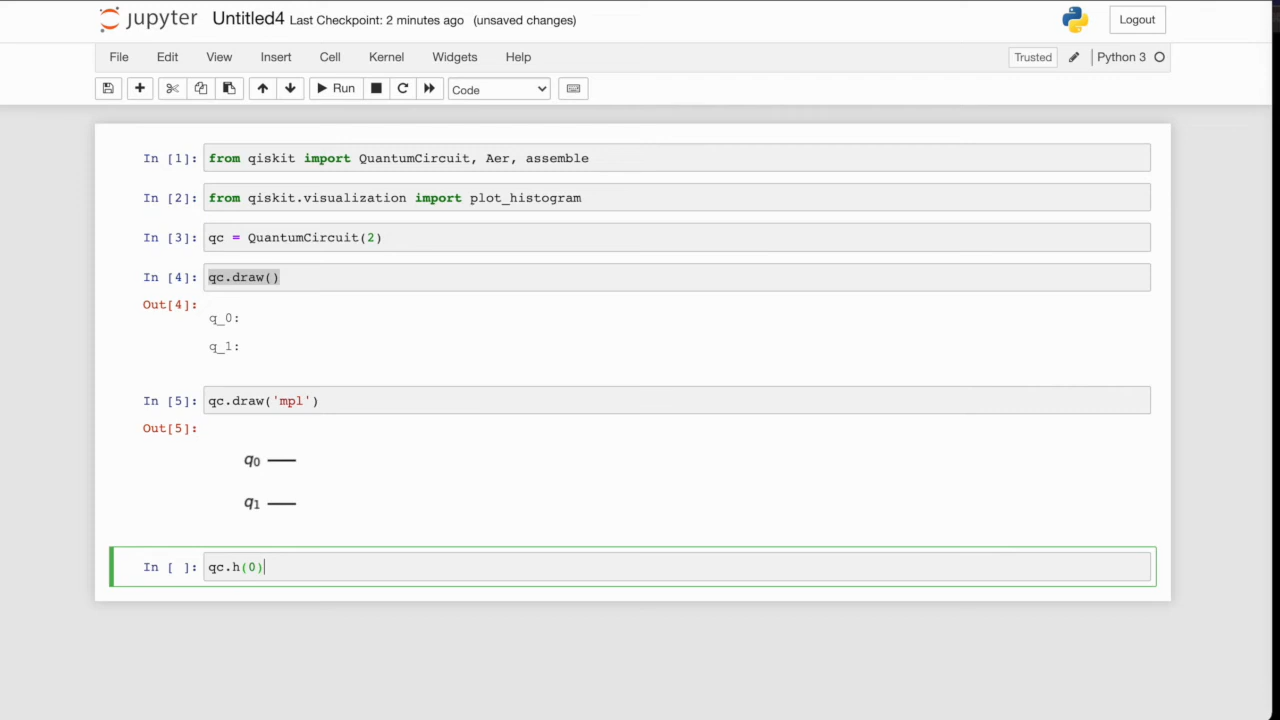 jupyter Untitled4 Last Checkpoint: 2 minutes ago (unsaved changes) Logout
File Edit View Insert Cell Kernel Widgets Help Trusted Python 3
Run Code
In [1]: from qiskit import QuantumCircuit, Aer, assemble
In [2]: from qiskit.visualization import plot_histogram
In [3]: qc = QuantumCircuit(2)
In [4]: qc.draw()
Out[4]:
q_0:
q_1:
In [5]: qc.draw('mpl')
Out[5]:
q0
q1
In [ ]: qc.h(0)